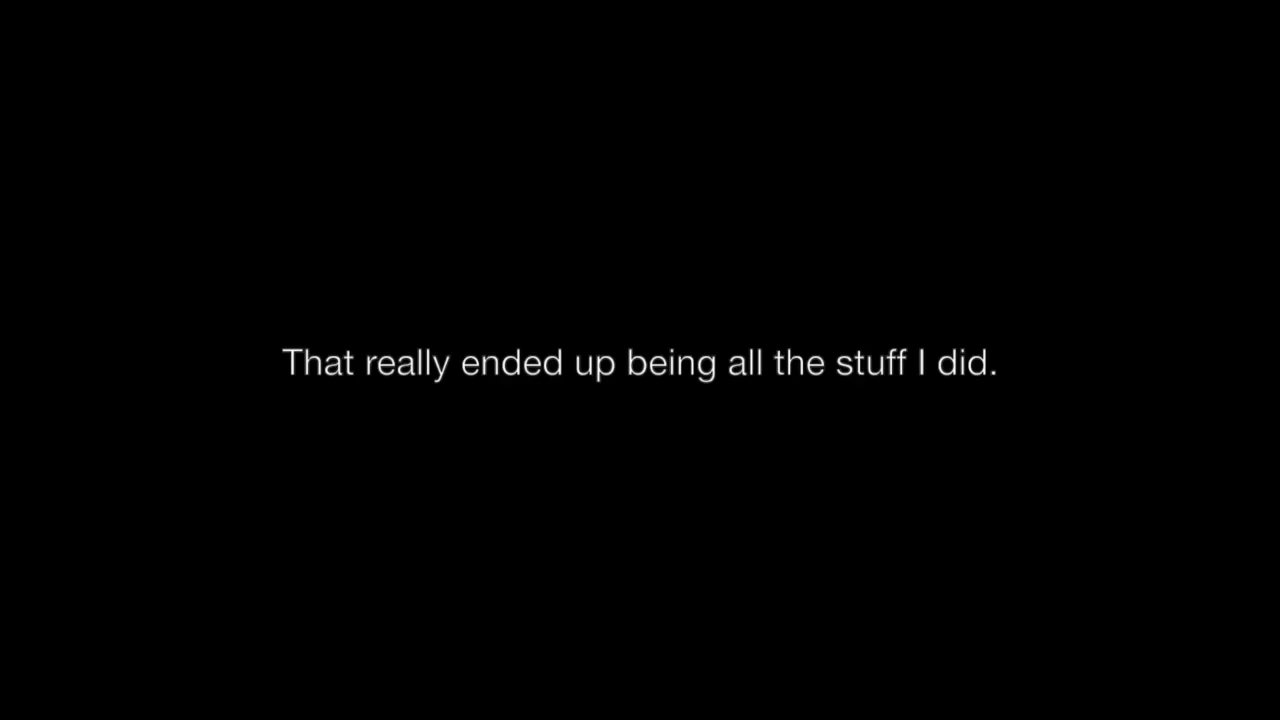 That really ended up being all the stuff I did.